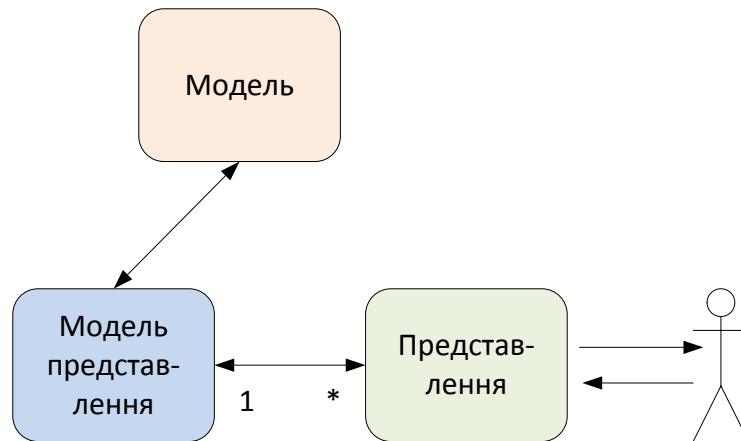 Модель
Модель
представ-
лення
Представ-
лення
1 *